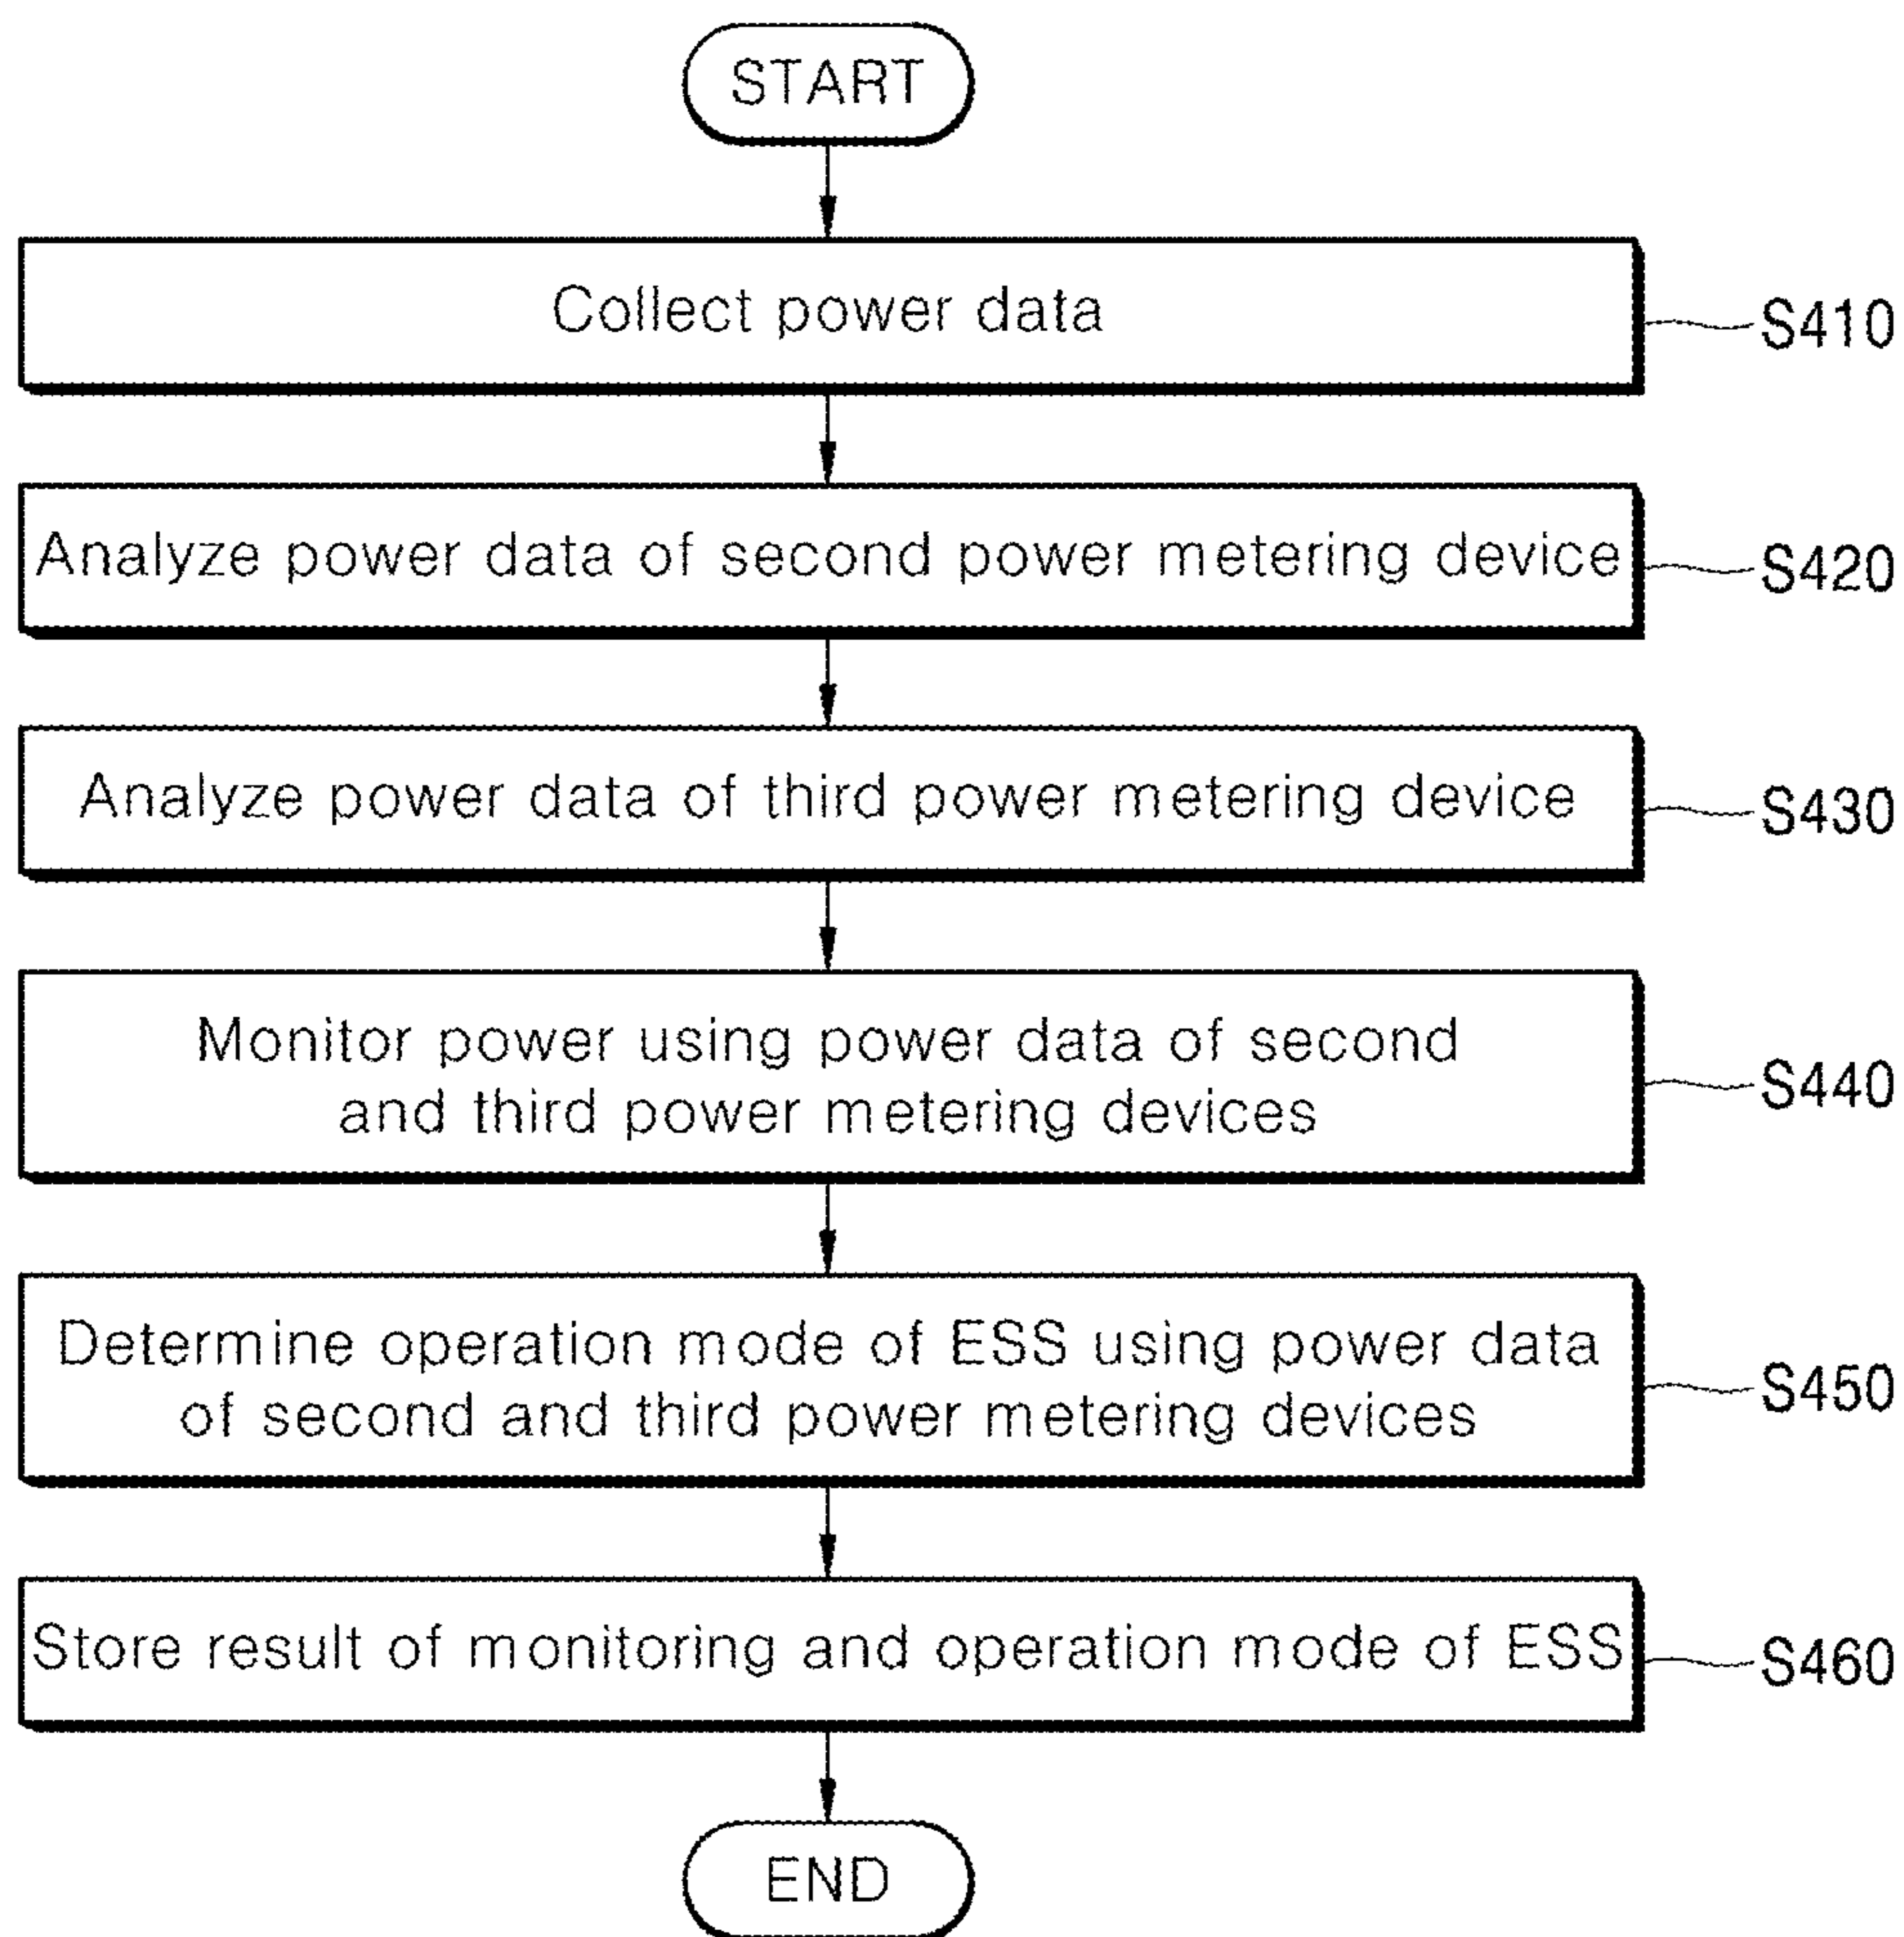 START
Collect power data
S410
Analyze power data of second power metering device
S420
Analyze power data of third power metering device
S430
Monitor power using power data of second
and third power metering devices
S440
Determine operation mode of ESS using power data
of second and third power metering devices
S450
Store result of monitoring and operation mode of ESS
S460
END